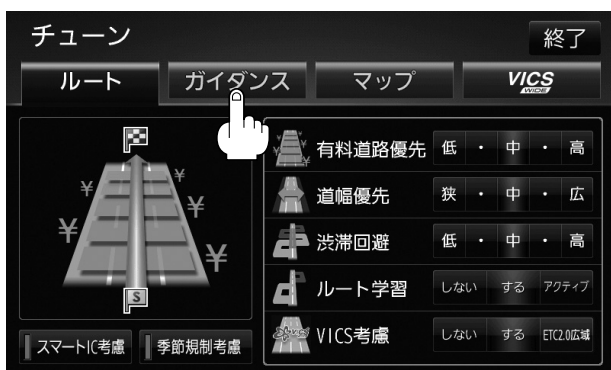 チューン
終了
ルート ガイダンス マップ VICS WIDE
有料道路優先 低 ・ 中 ・ 高
道幅優先 狭 ・ 中 ・ 広
渋滞回避 低 ・ 中 ・ 高
ルート学習 しない する アクティブ
VICS考慮 しない する ETC2.0広域
¥ ¥
¥ ¥
¥ ¥
S
スマートIC考慮 季節規制考慮